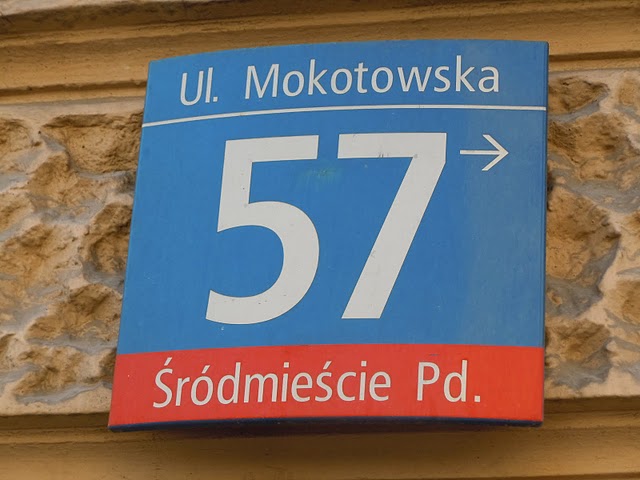 Ul. Mokotowska
57 →
Śródmieście Pd.